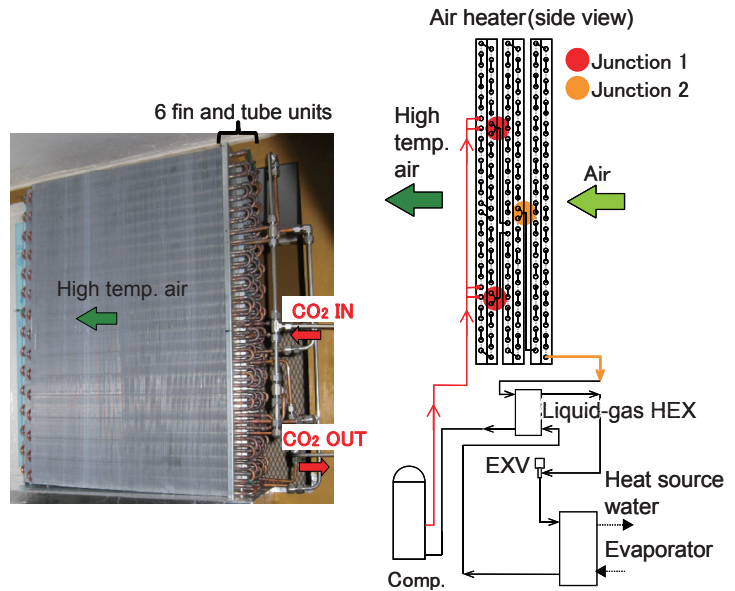 Air heater(side view)
Junction 1
Junction 2
6 fin and tube units
High
temp.
air
Air
High temp. air
CO2 IN
CO2 OUT
Liquid-gas HEX
EXV
Heat source
water
Evaporator
Comp.